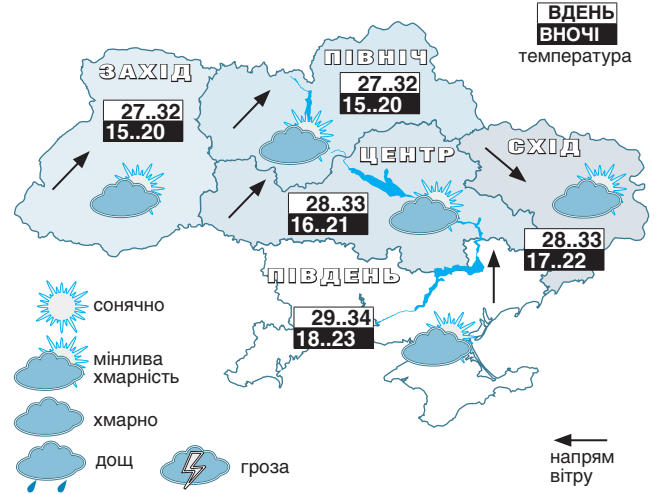 ВДЕНЬ
ВНОЧІ
температура
ЗАХІД
27..32
15..20
ПІВНІЧ
27..32
15..20
ЦЕНТР
28..33
16..21
СХІД
28..33
17..22
ПІВДЕНЬ
29..34
18..23
сонячно
мінлива
хмарність
хмарно
дощ
гроза
напрям
вітру